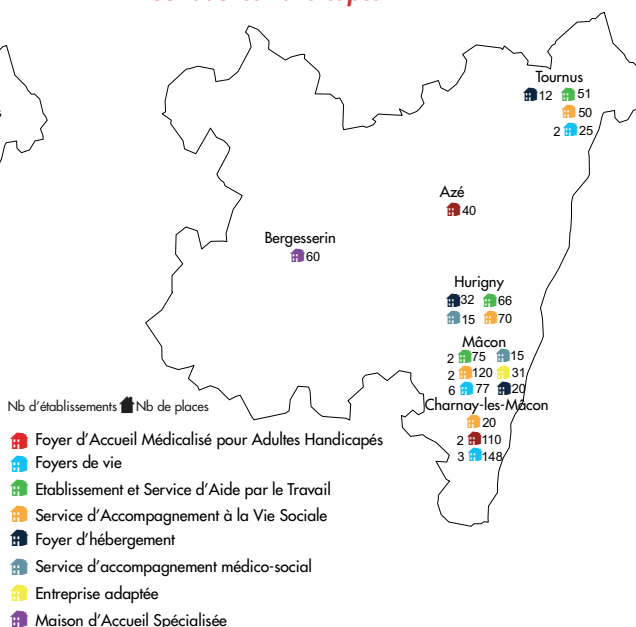 Tournus
12 51
50
2 25
Azé
40
Bergesserin
60
Hurigny
32 66
15 70
Mâcon
2 75 15
2 120 31
6 77 20
Charnay-les-Mâcon
20
2 110
3 148
Nb d'établissements Nb de places
Foyer d'Accueil Médicalisé pour Adultes Handicapés
Foyers de vie
Etablissement et Service d'Aide par le Travail
Service d'Accompagnement à la Vie Sociale
Foyer d'hébergement
Service d'accompagnement médico-social
Entreprise adaptée
Maison d'Accueil Spécialisée